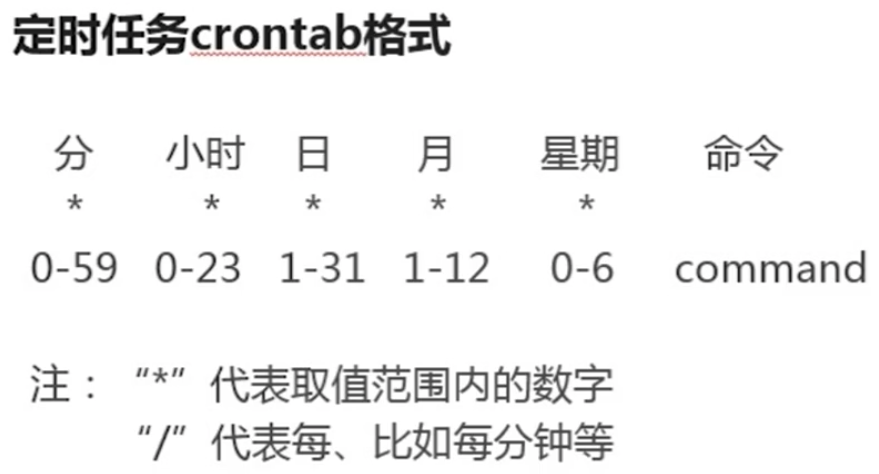 定时任务crontab格式
分 小时 日 月 星期 命令
* * * * *
0-59 0-23 1-31 1-12 0-6 command
注：“*”代表取值范围内的数字
“/”代表每、比如每分钟等